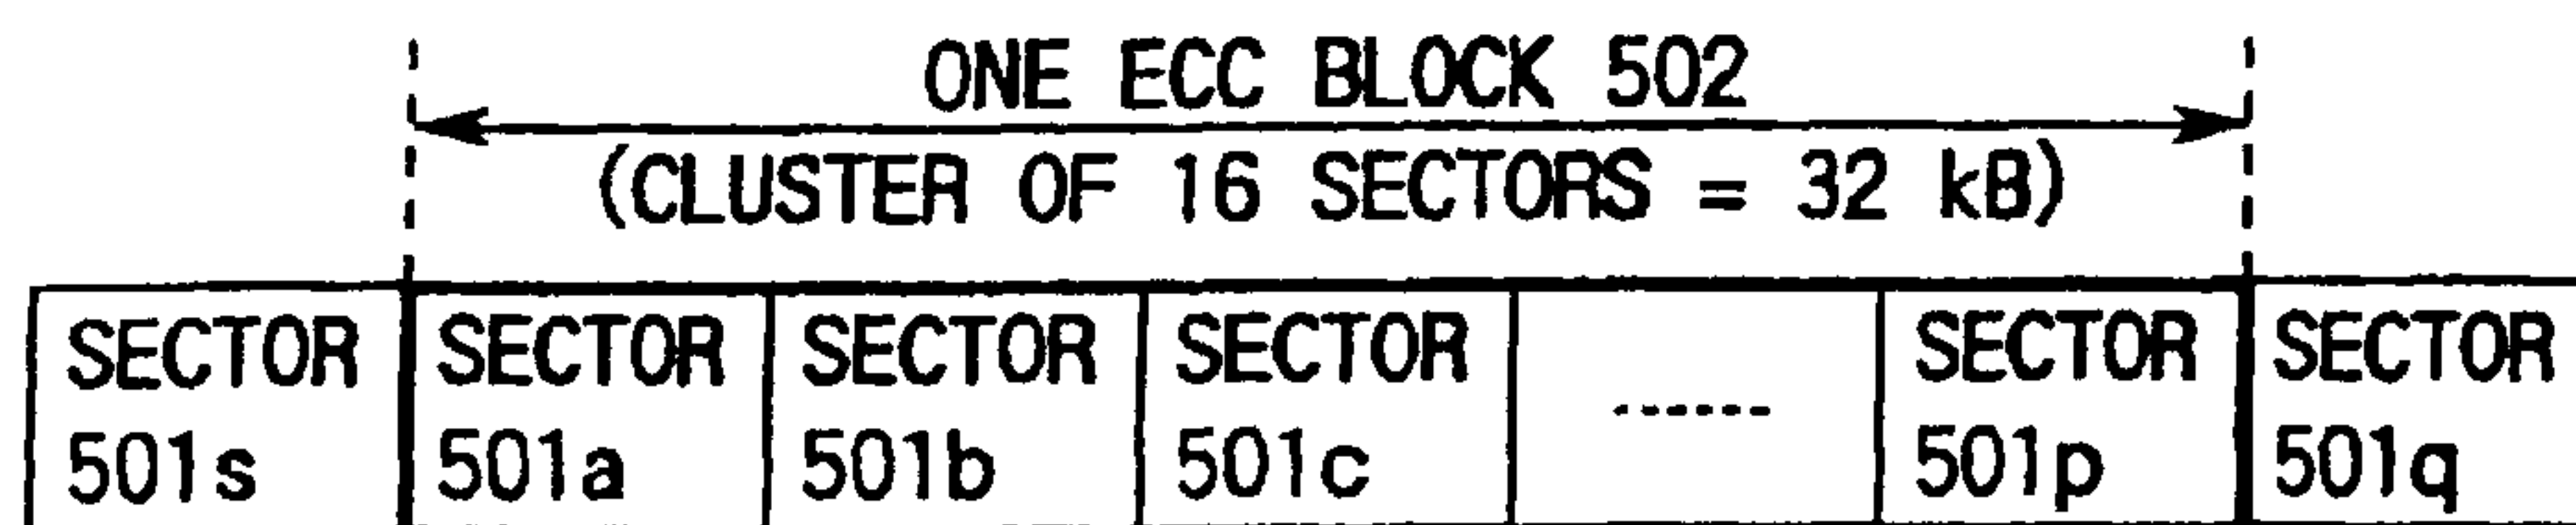 ONE ECC BLOCK 502
(CLUSTER OF 16 SECTORS = 32 kB)
SECTOR SECTOR SECTOR SECTOR ------ SECTOR SECTOR
501s 501a 501b 501c 501p 501q